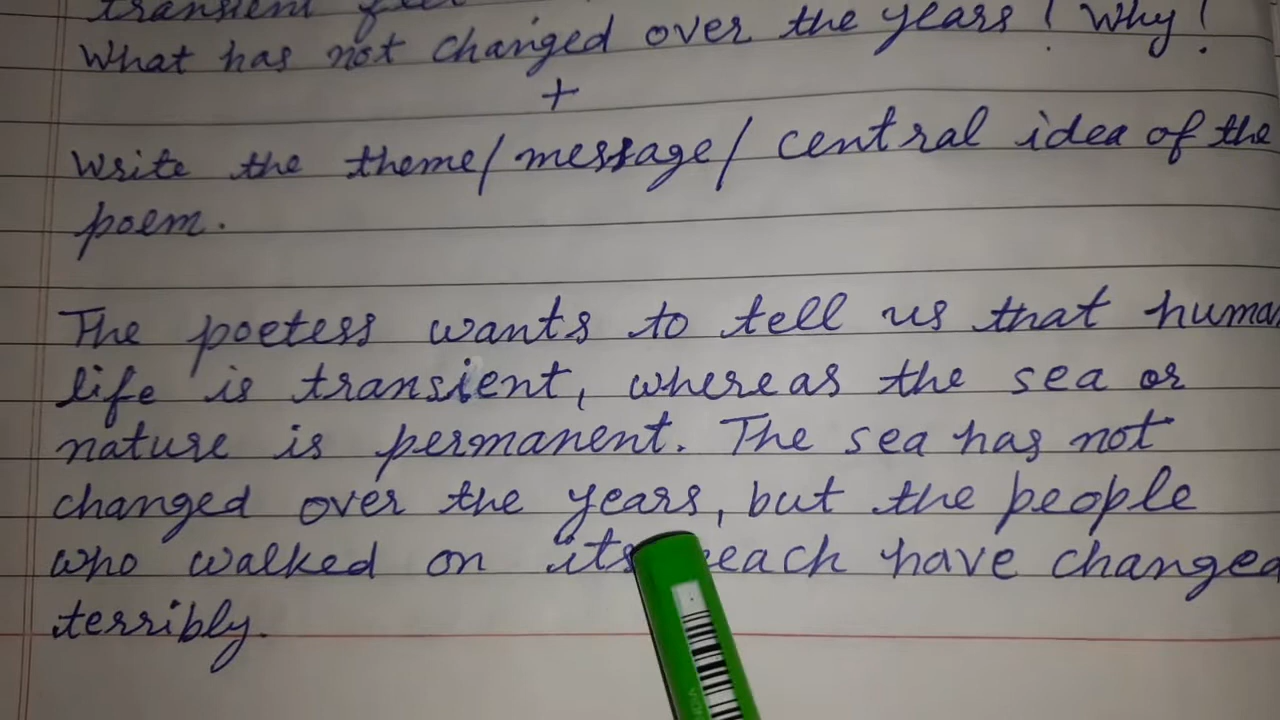 transient
What has not changed over the years! Why!
+
Write the theme/message/central idea of the
poem.
The poetess wants to tell us that human
life is transient, whereas the sea or
nature is permanent. The sea has not
changed over the years, but the people
who walked on its each have changed
terribly.